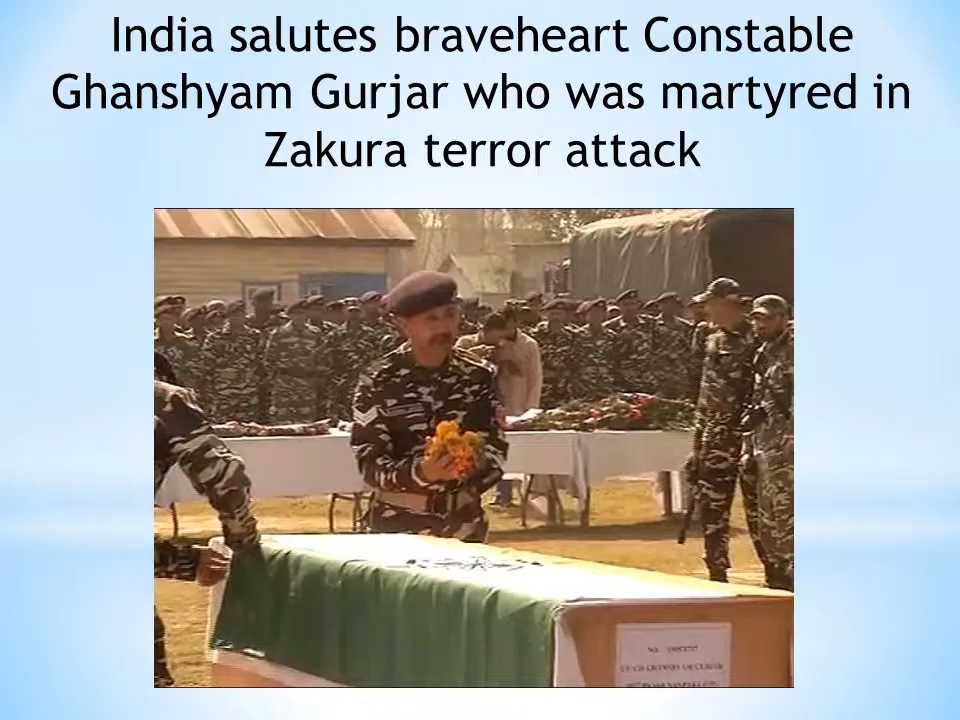 India salutes braveheart Constable
Ghanshyam Gurjar who was martyred in
Zakura terror attack